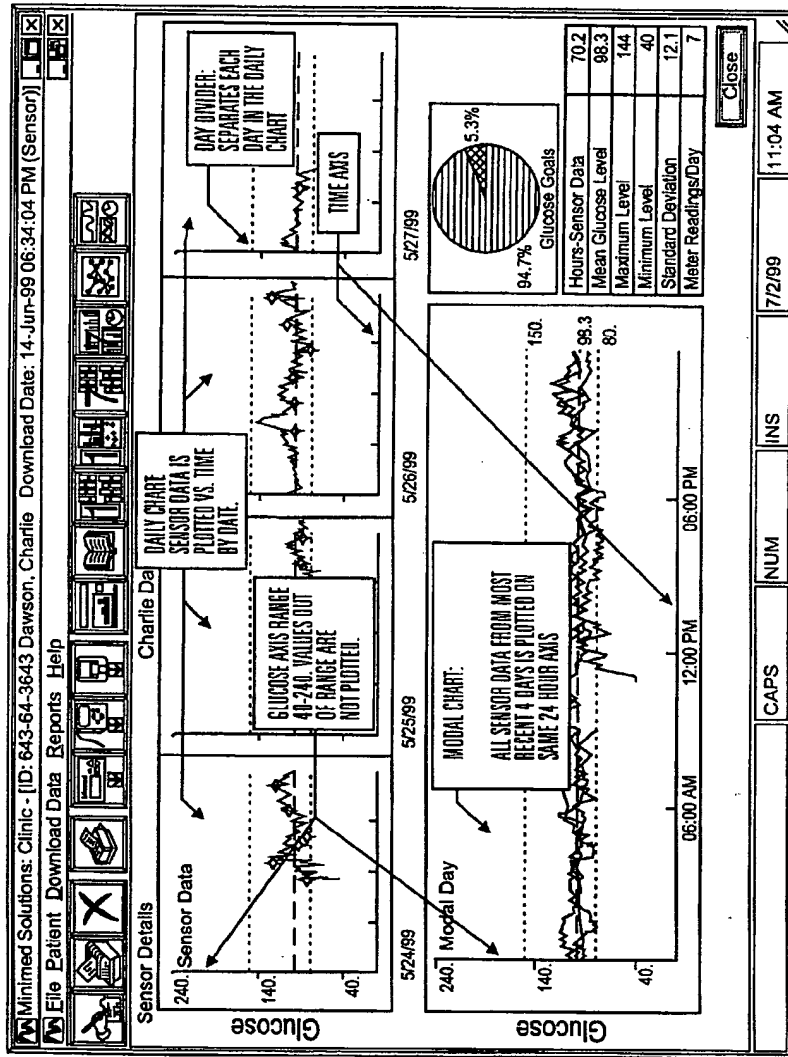 Minimed Solutions: Clinic - [ID: 643-64-3643 Dawson, Charlie Download Date: 14-Jun-99 06:34:04 PM (Sensor)]
File Patient Download Data Reports Help
Sensor Details
Charlie Da
DAILY CHART
SENSOR DATA IS
PLOTTED VS. TIME
BY DATE.
DAY DIVIDER:
SEPARATES EACH
DAY IN THE DAILY
CHART
Glucose
240.
140.
40.
Sensor Data
GLUCOSE AXIS RANGE
40-240. VALUES OUT
OF RANGE ARE
NOT PLOTTED.
TIME AXIS
5/24/99
5/25/99
5/26/99
5/27/99
Glucose
240.
140.
40.
Modal Day
MODAL CHART:
ALL SENSOR DATA FROM MOST
RECENT 4 DAYS IS PLOTTED ON
SAME 24 HOUR AXIS
150.
98.3
80.
06:00 AM
12:00 PM
06:00 PM
94.7%
5.3%
Glucose Goals
Hours-Sensor Data 70.2
Mean Glucose Level 98.3
Maximum Level 144
Minimum Level 40
Standard Deviation 12.1
Meter Readings/Day 7
Close
CAPS NUM INS 7/2/99 11:04 AM